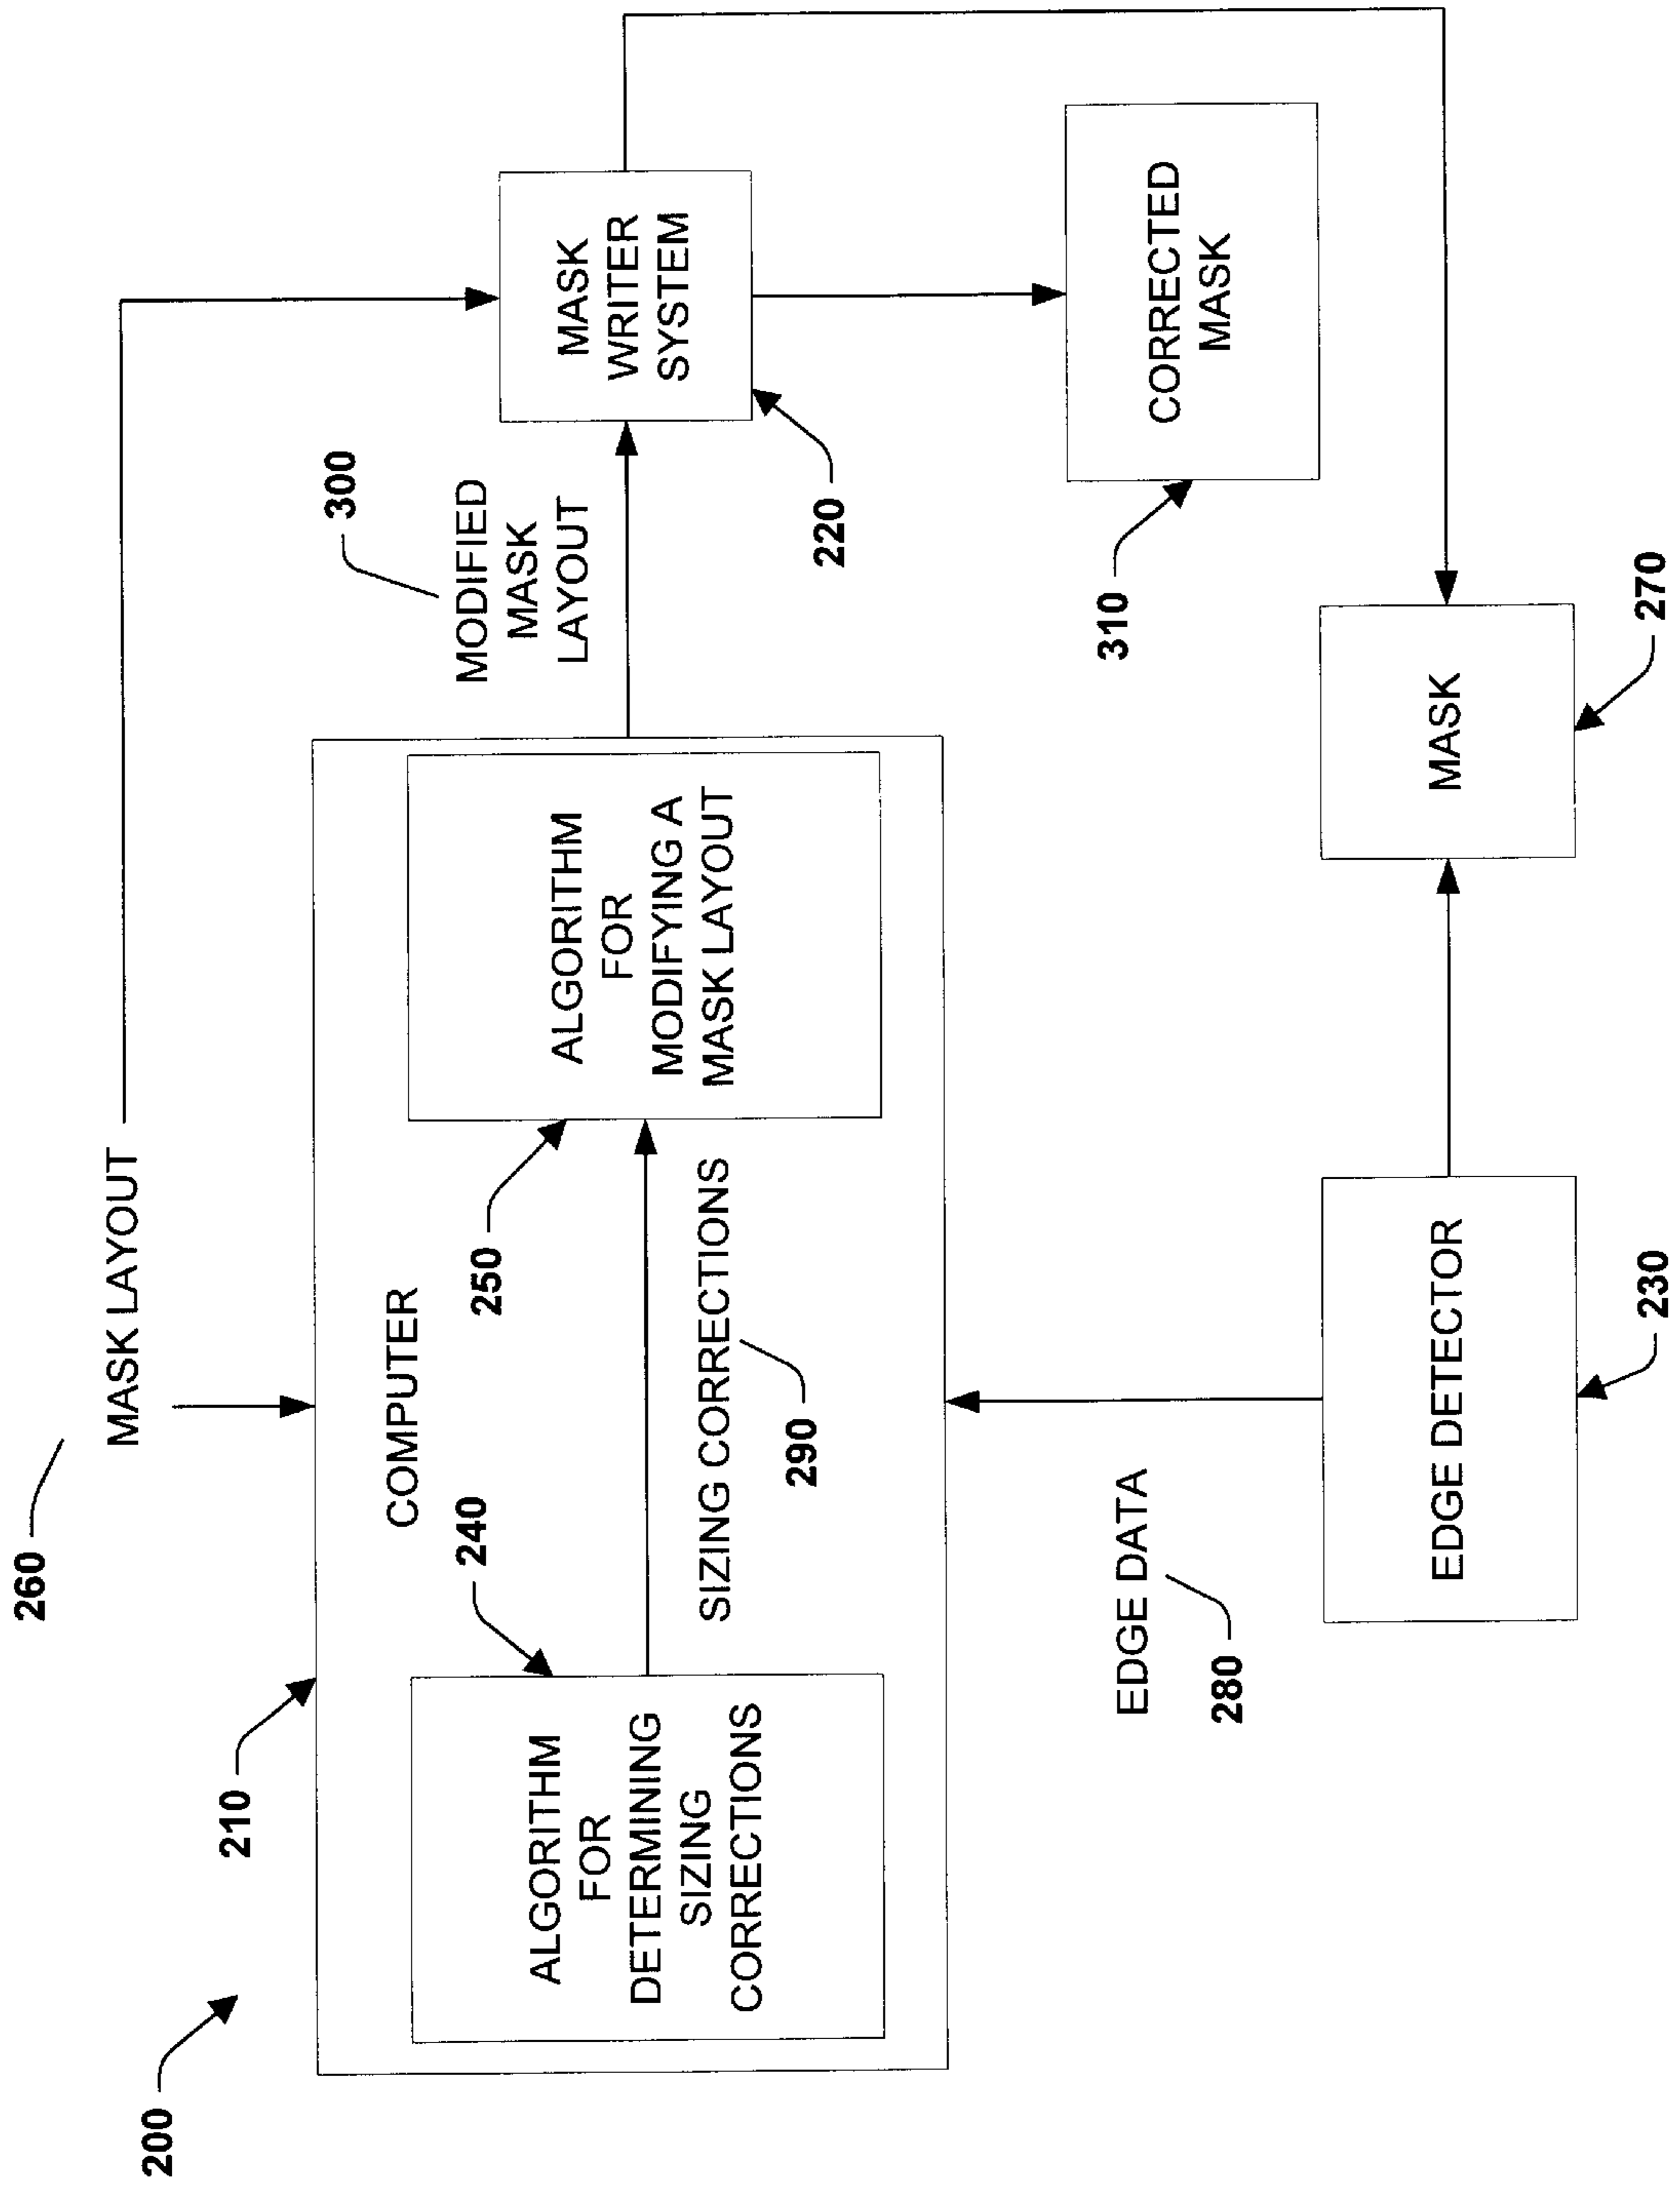 260
MASK LAYOUT
200
210
COMPUTER
ALGORITHM
FOR
DETERMINING
SIZING
CORRECTIONS
240
SIZING CORRECTIONS
290
250
ALGORITHM
FOR
MODIFYING A
MASK LAYOUT
300
MODIFIED
MASK
LAYOUT
MASK
WRITER
SYSTEM
220
CORRECTED
MASK
310
EDGE DATA
280
EDGE DETECTOR
230
MASK
270